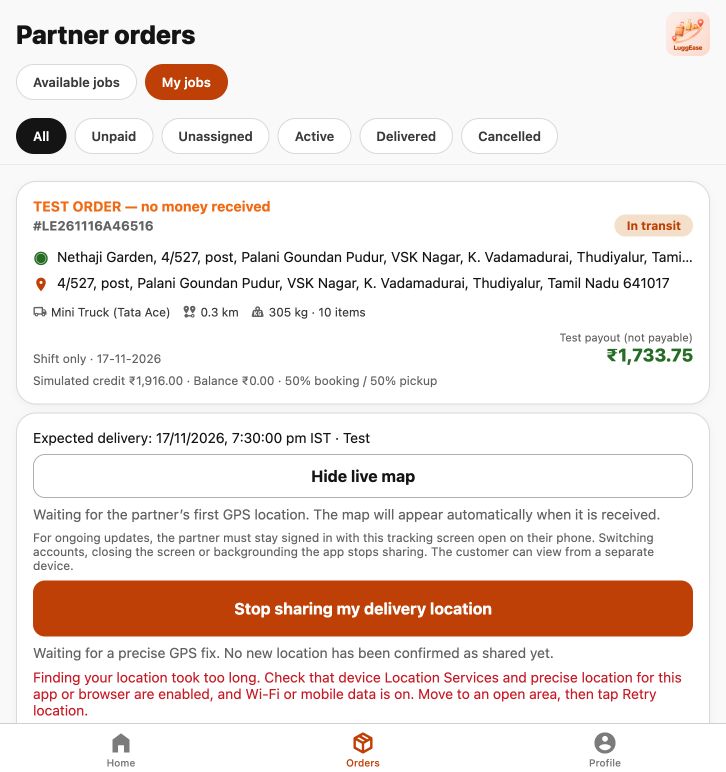 Partner orders
LuggEase
Available jobs
My jobs
All
Unpaid
Unassigned
Active
Delivered
Cancelled
TEST ORDER — no money received
#LE261116A46516
In transit
Nethaji Garden, 4/527, post, Palani Goundan Pudur, VSK Nagar, K. Vadamadurai, Thudiyalur, Tami...
4/527, post, Palani Goundan Pudur, VSK Nagar, K. Vadamadurai, Thudiyalur, Tamil Nadu 641017
Mini Truck (Tata Ace)
0.3 km
305 kg · 10 items
Test payout (not payable)
Shift only · 17-11-2026
₹1,733.75
Simulated credit ₹1,916.00 · Balance ₹0.00 · 50% booking / 50% pickup
Expected delivery: 17/11/2026, 7:30:00 pm IST · Test
Hide live map
Waiting for the partner’s first GPS location. The map will appear automatically when it is received.
For ongoing updates, the partner must stay signed in with this tracking screen open on their phone. Switching
accounts, closing the screen or backgrounding the app stops sharing. The customer can view from a separate
device.
Stop sharing my delivery location
Waiting for a precise GPS fix. No new location has been confirmed as shared yet.
Finding your location took too long. Check that device Location Services and precise location for this
app or browser are enabled, and Wi-Fi or mobile data is on. Move to an open area, then tap Retry
location.
Home
Orders
Profile